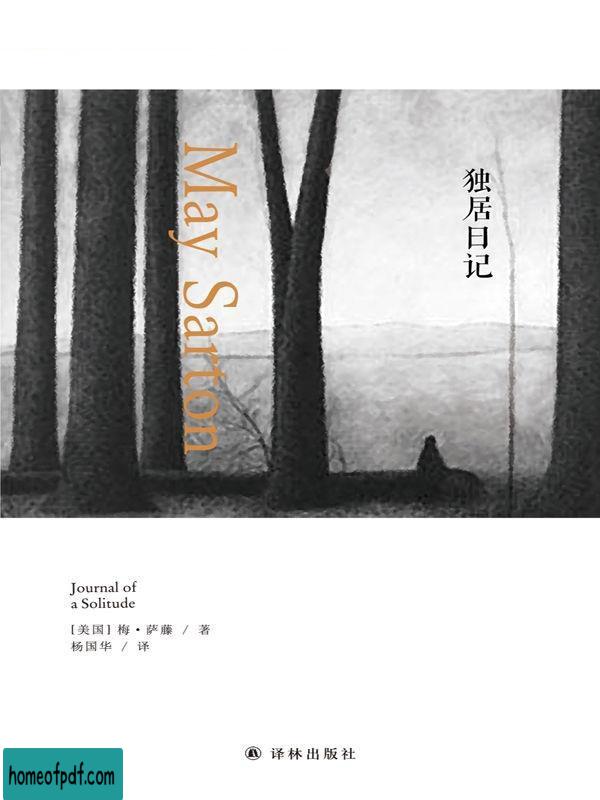 May Sarton
独居日记
Journal of
a Solitude
[美国] 梅·萨藤 / 著
杨国华 / 译
译林出版社
homeofpdf.com